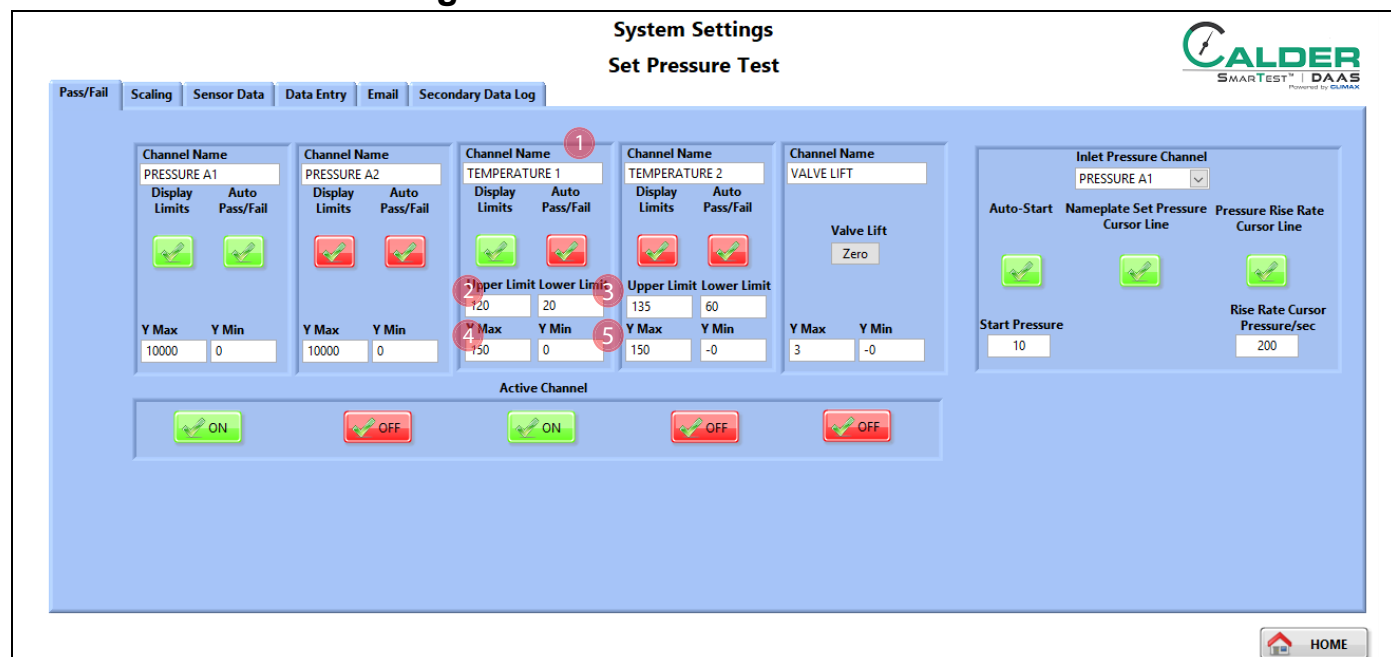 System Settings
Set Pressure Test
CALDER
SMARTEST™ | DAAS
Powered by CLIMAX
Pass/Fail Scaling Sensor Data Data Entry Email Secondary Data Log
Channel Name
PRESSURE A1
Display Limits Auto Pass/Fail
Y Max Y Min
10000 0
Channel Name
PRESSURE A2
Display Limits Auto Pass/Fail
Y Max Y Min
10000 0
Channel Name 1
TEMPERATURE 1
Display Limits Auto Pass/Fail
2 Upper Limit Lower Limit 3
120 20
4 Y Max Y Min 5
150 0
Channel Name
TEMPERATURE 2
Display Limits Auto Pass/Fail
Upper Limit Lower Limit
135 60
Y Max Y Min
150 -0
Channel Name
VALVE LIFT
Valve Lift
Zero
Y Max Y Min
3 -0
Inlet Pressure Channel
PRESSURE A1
Auto-Start Nameplate Set Pressure Cursor Line Pressure Rise Rate Cursor Line
Start Pressure
10
Rise Rate Cursor
Pressure/sec
200
Active Channel
ON OFF ON OFF OFF
HOME